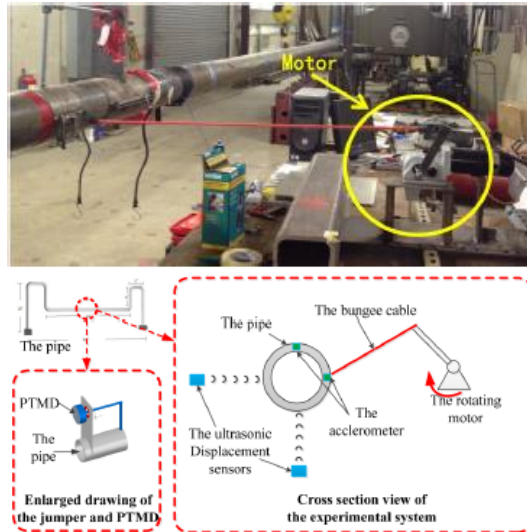 Motor
The pipe
PTMD
The
pipe
Enlarged drawing of
the jumper and PTMD
The bungee cable
The pipe
The rotating
motor
The
acclerometer
The ultrasonic
Displacement
sensors
Cross section view of
the experimental system